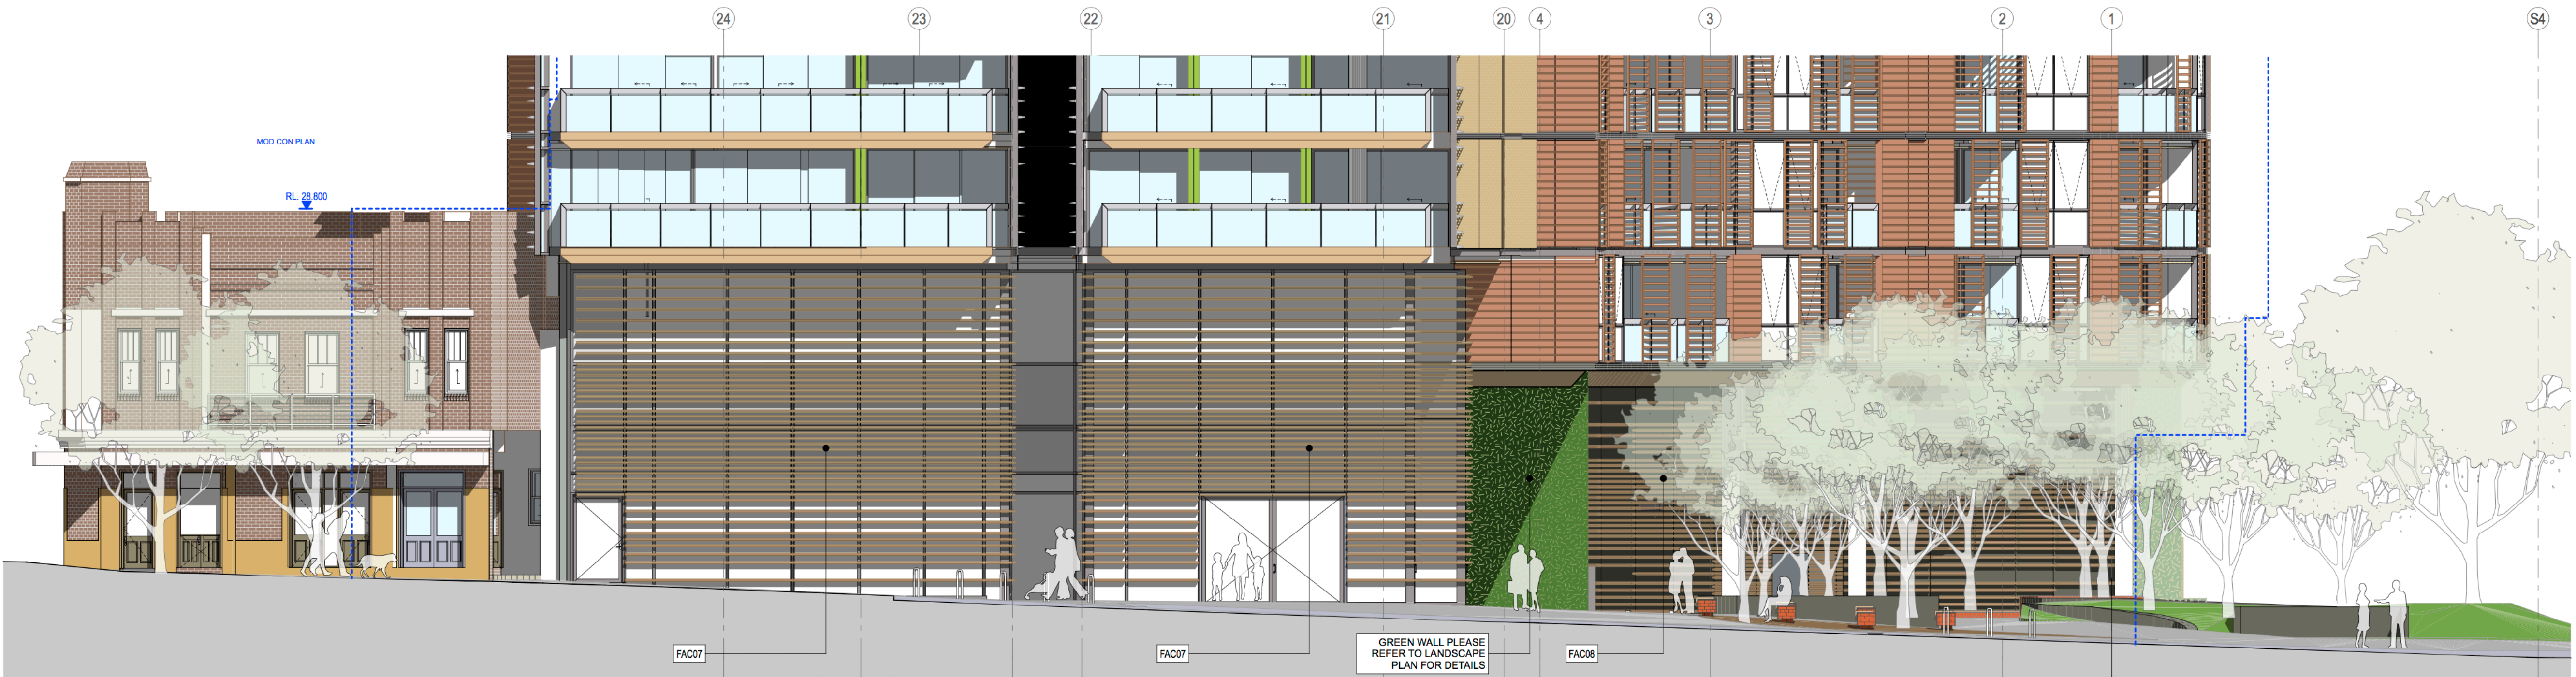 24
23
22
21
20
4
3
2
1
S4
MOD CON PLAN
RL. 28.800
FAC07
FAC07
GREEN WALL PLEASE
REFER TO LANDSCAPE
PLAN FOR DETAILS
FAC08